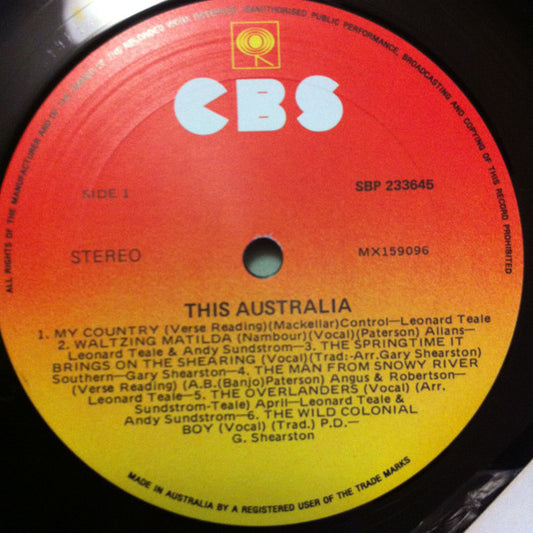 ALL RIGHTS OF THE MANUFACTURER AND OF THE OWNER OF THE RECORDED WORK RESERVED. UNAUTHORISED PUBLIC PERFORMANCE, BROADCASTING AND COPYING OF THIS RECORD PROHIBITED
CBS
SIDE 1
SBP 233645
STEREO
MX159096
THIS AUSTRALIA
1. MY COUNTRY (Verse Reading)(Mackellar)Control—Leonard Teale
2. WALTZING MATILDA (Nambour)(Vocal)(Paterson) Allans—
Leonard Teale & Andy Sundstrom—3. THE SPRINGTIME IT
BRINGS ON THE SHEARING (Vocal)(Trad:-Arr.Gary Shearston)
Southern—Gary Shearston—4. THE MAN FROM SNOWY RIVER
(Verse Reading) (A.B.(Banjo)Paterson) Angus & Robertson—
Leonard Teale—5. THE OVERLANDERS (Vocal) (Arr.
Sundstrom-Teale) April—Leonard Teale &
Andy Sundstrom—6. THE WILD COLONIAL
BOY (Vocal) (Trad.) P.D.—
G. Shearston
MADE IN AUSTRALIA BY A REGISTERED USER OF THE TRADE MARKS